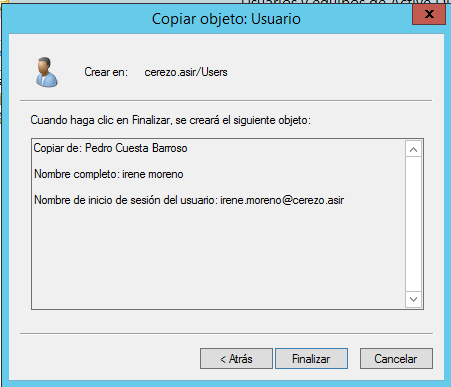 Usuarios y equipos de Active Di
Copiar objeto: Usuario
x
Crear en: cerezo.asir/Users
Cuando haga clic en Finalizar, se creará el siguiente objeto:
Copiar de: Pedro Cuesta Barroso
Nombre completo: irene moreno
Nombre de inicio de sesión del usuario: irene.moreno@cerezo.asir
< Atrás
Finalizar
Cancelar